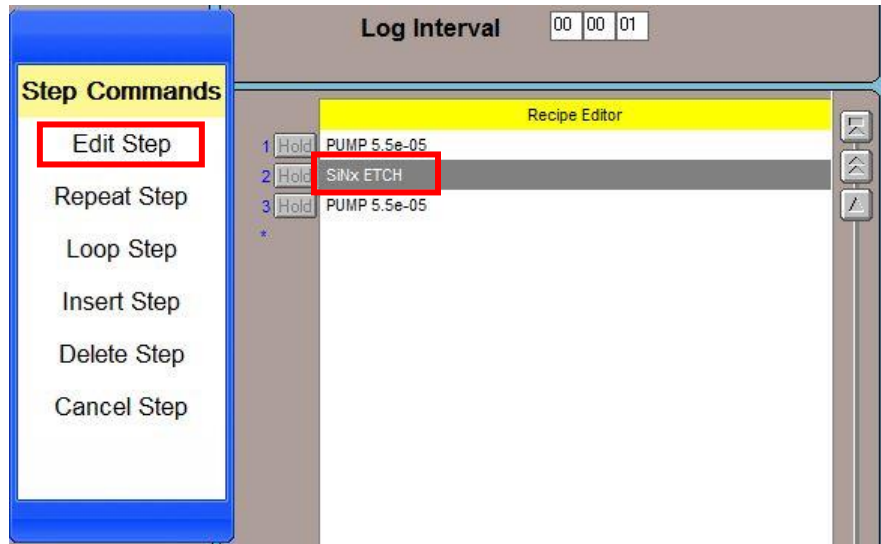 Log Interval 00 00 01
Step Commands
Edit Step
Repeat Step
Loop Step
Insert Step
Delete Step
Cancel Step
Recipe Editor
1 Hold PUMP 5.5e-05
2 Hold SiNx ETCH
3 Hold PUMP 5.5e-05
*